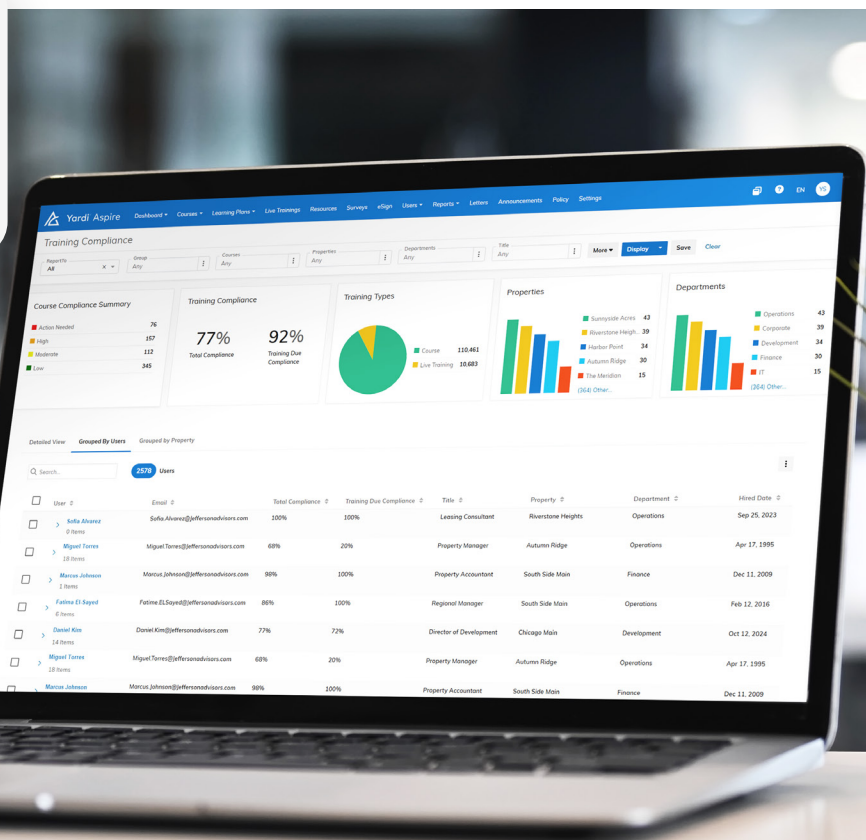 Yardi Aspire Dashboard Courses Learning Plans Live Trainings Resources Surveys eSign Users Reports Letters Announcements Policy Settings ? EN YS
Training Compliance
ReportTo Group Courses Properties Departments Title
All × Any Any Any Any Any More Display Save Clear
Course Compliance Summary
Action Needed 76
High 157
Moderate 112
Low 345
Training Compliance
77% 92%
Total Compliance Training Due Compliance
Training Types
Course 110,461
Live Training 10,683
Properties
Sunnyside Acres 43
Riverstone Heigh.. 39
Harbor Point 34
Autumn Ridge 30
The Meridian 15
(364) Other...
Departments
Operations 43
Corporate 39
Development 34
Finance 30
IT 15
(364) Other...
Detailed View Grouped By Users Grouped by Property
Search... 2578 Users
User Email Total Compliance Training Due Compliance Title Property Department Hired Date
Sofia Alvarez Sofia.Alvarez@Jeffersonadvisors.com 100% 100% Leasing Consultant Riverstone Heights Operations Sep 25, 2023
0 Items
Miguel Torres Miguel.Torres@Jeffersonadvisors.com 68% 20% Property Manager Autumn Ridge Operations Apr 17, 1995
18 Items
Marcus Johnson Marcus.Johnson@Jeffersonadvisors.com 98% 100% Property Accountant South Side Main Finance Dec 11, 2009
1 Items
Fatima El-Sayed Fatima.ELSayed@Jeffersonadvisors.com 86% 100% Regional Manager South Side Main Operations Feb 12, 2016
6 Items
Daniel Kim Daniel.Kim@Jeffersonadvisors.com 77% 72% Director of Development Chicago Main Development Oct 12, 2024
14 Items
Miguel Torres Miguel.Torres@Jeffersonadvisors.com 68% 20% Property Manager Autumn Ridge Operations Apr 17, 1995
18 Items
Marcus Johnson Marcus.Johnson@Jeffersonadvisors.com 98% 100% Property Accountant South Side Main Finance Dec 11, 2009